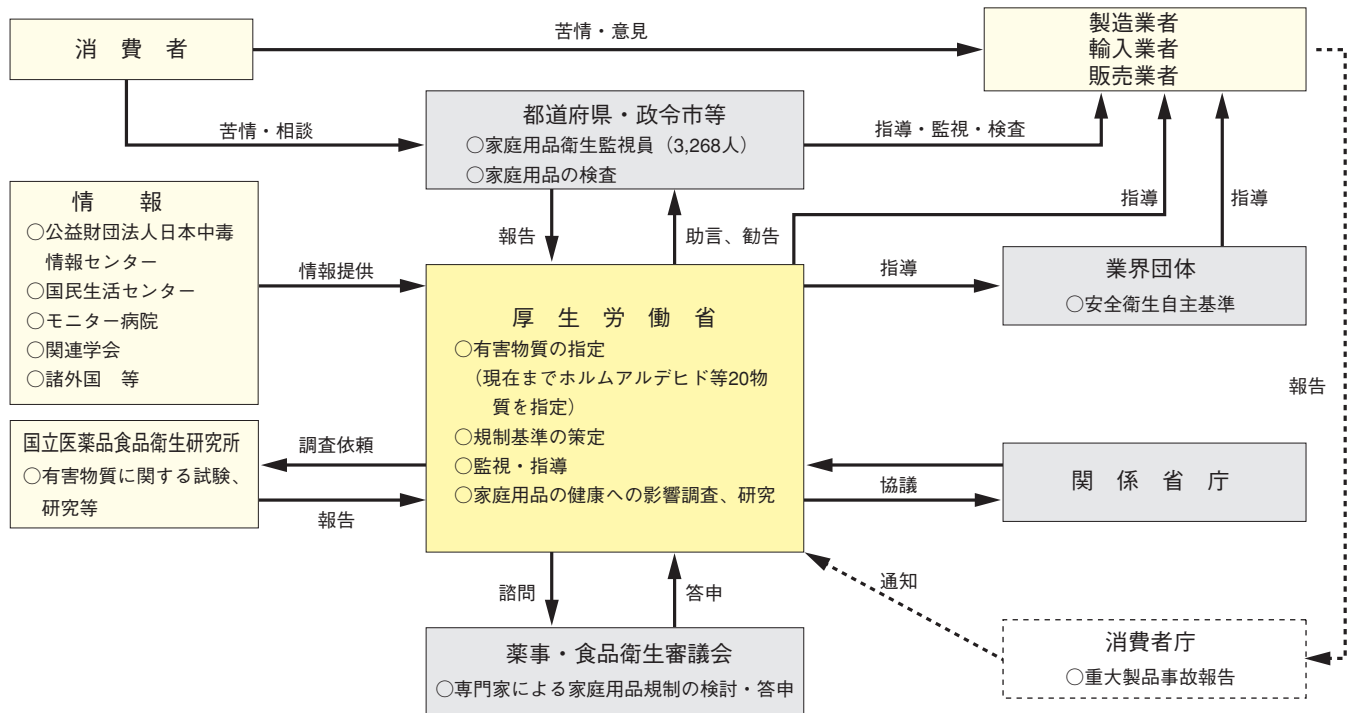 消　費　者
苦情・意見
製造業者
輸入業者
販売業者
苦情・相談
都道府県・政令市等
○家庭用品衛生監視員（3,268人）
○家庭用品の検査
指導・監視・検査
情　　報
○公益財団法人日本中毒
情報センター
○国民生活センター
○モニター病院
○関連学会
○諸外国　等
情報提供
報告
助言、勧告
指導
指導
指導
業界団体
○安全衛生自主基準
厚　生　労　働　省
○有害物質の指定
（現在までホルムアルデヒド等20物
質を指定）
○規制基準の策定
○監視・指導
○家庭用品の健康への影響調査、研究
報告
国立医薬品食品衛生研究所
○有害物質に関する試験、
研究等
調査依頼
報告
協議
関　係　省　庁
諮問
答申
通知
薬事・食品衛生審議会
○専門家による家庭用品規制の検討・答申
消費者庁
○重大製品事故報告